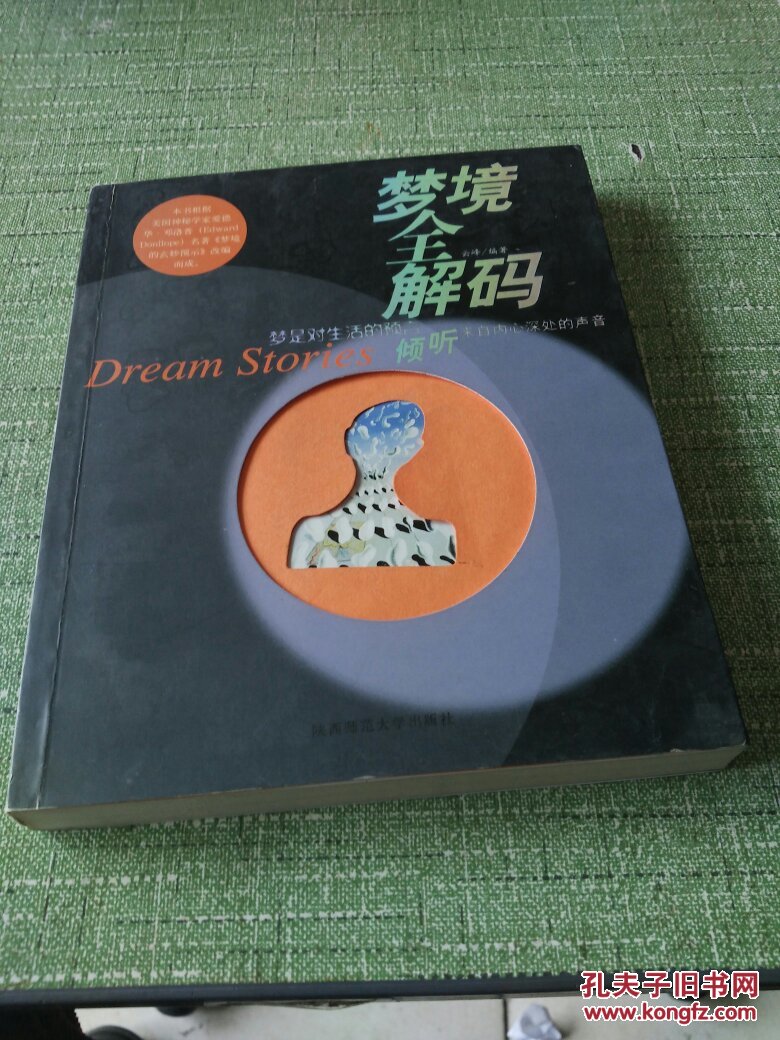 本书根据
美国神秘学家爱德
华·邓洛普（Edward
Donllope）名著《梦境
的玄妙预示》改编
而成。
梦境
全
云峰/编著
解码
梦是对生活的预
倾听来自内心深处的声音
Dream Stories
陕西师范大学出版社
孔夫子旧书网
www.kongfz.com